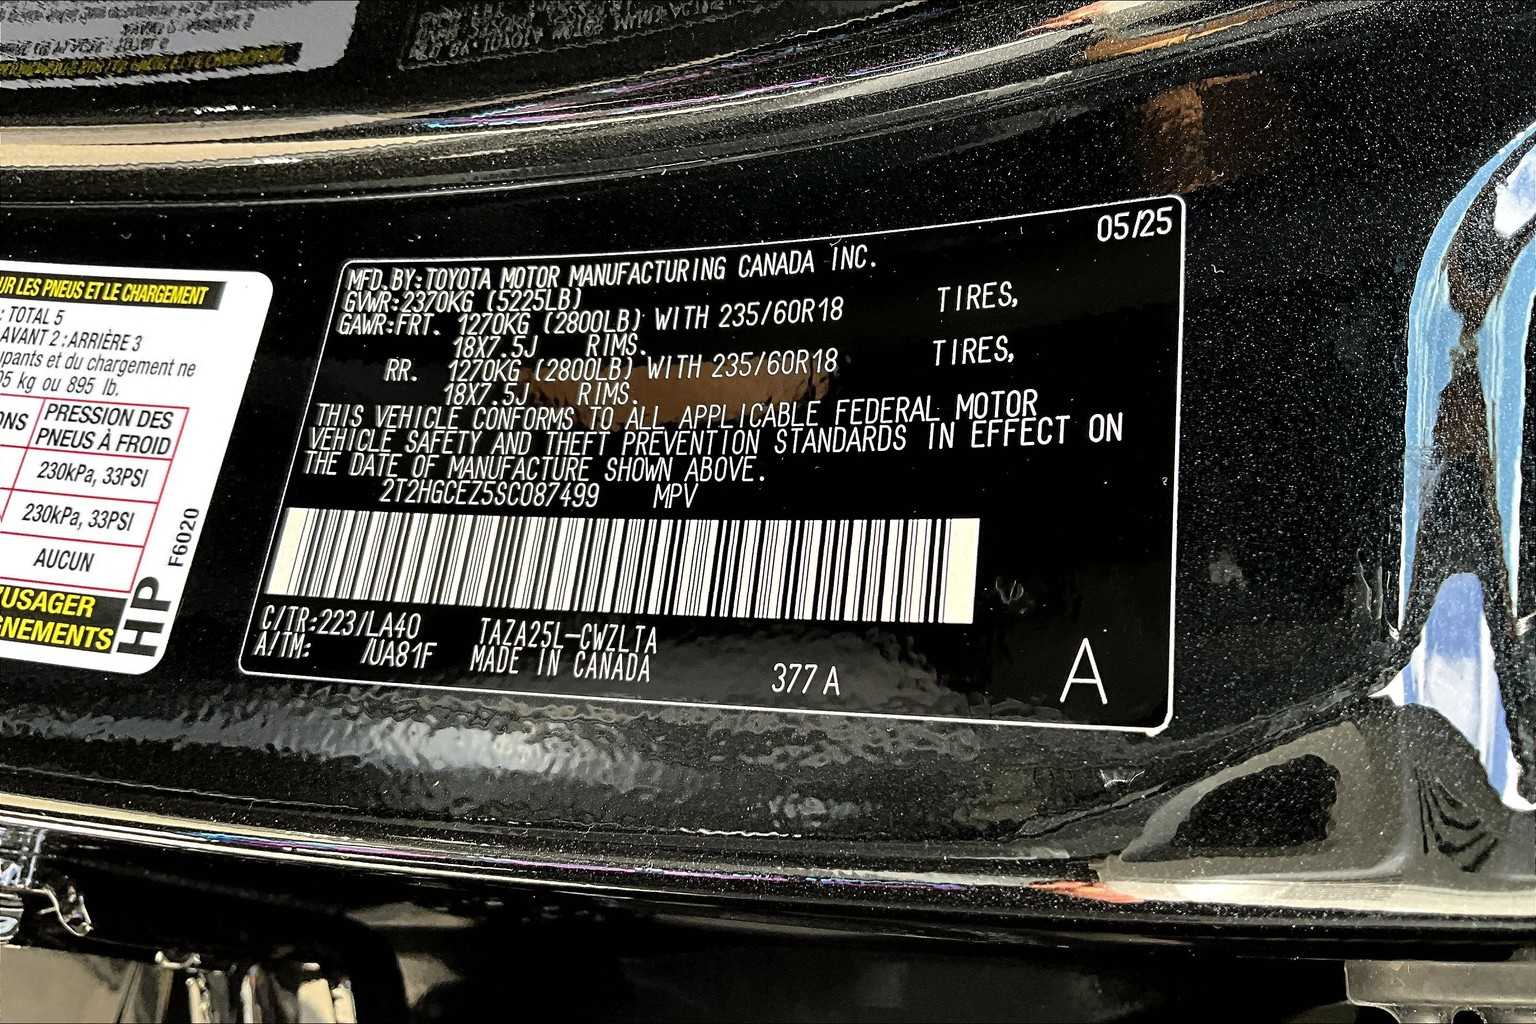 UR LES PNEUS ET LE CHARGEMENT
: TOTAL 5
AVANT 2 : ARRIÈRE 3
upants et du chargement ne
05 kg ou 895 lb.
ONS PRESSION DES
PNEUS À FROID
230kPa, 33PSI
230kPa, 33PSI
AUCUN
'USAGER
GNEMENTS
HP
F6020
05/25
MFD.BY:TOYOTA MOTOR MANUFACTURING CANADA INC.
GVWR:2370KG (5225LB)
GAWR:FRT. 1270KG (2800LB) WITH 235/60R18 TIRES,
18X7.5J RIMS.
RR. 1270KG (2800LB) WITH 235/60R18 TIRES,
18X7.5J RIMS.
THIS VEHICLE CONFORMS TO ALL APPLICABLE FEDERAL MOTOR
VEHICLE SAFETY AND THEFT PREVENTION STANDARDS IN EFFECT ON
THE DATE OF MANUFACTURE SHOWN ABOVE.
2T2HGCEZ5SC087499 MPV
C/TR:223/LA40 TAZA25L-CWZLTA
A/TM: /UA81F MADE IN CANADA
377A
A